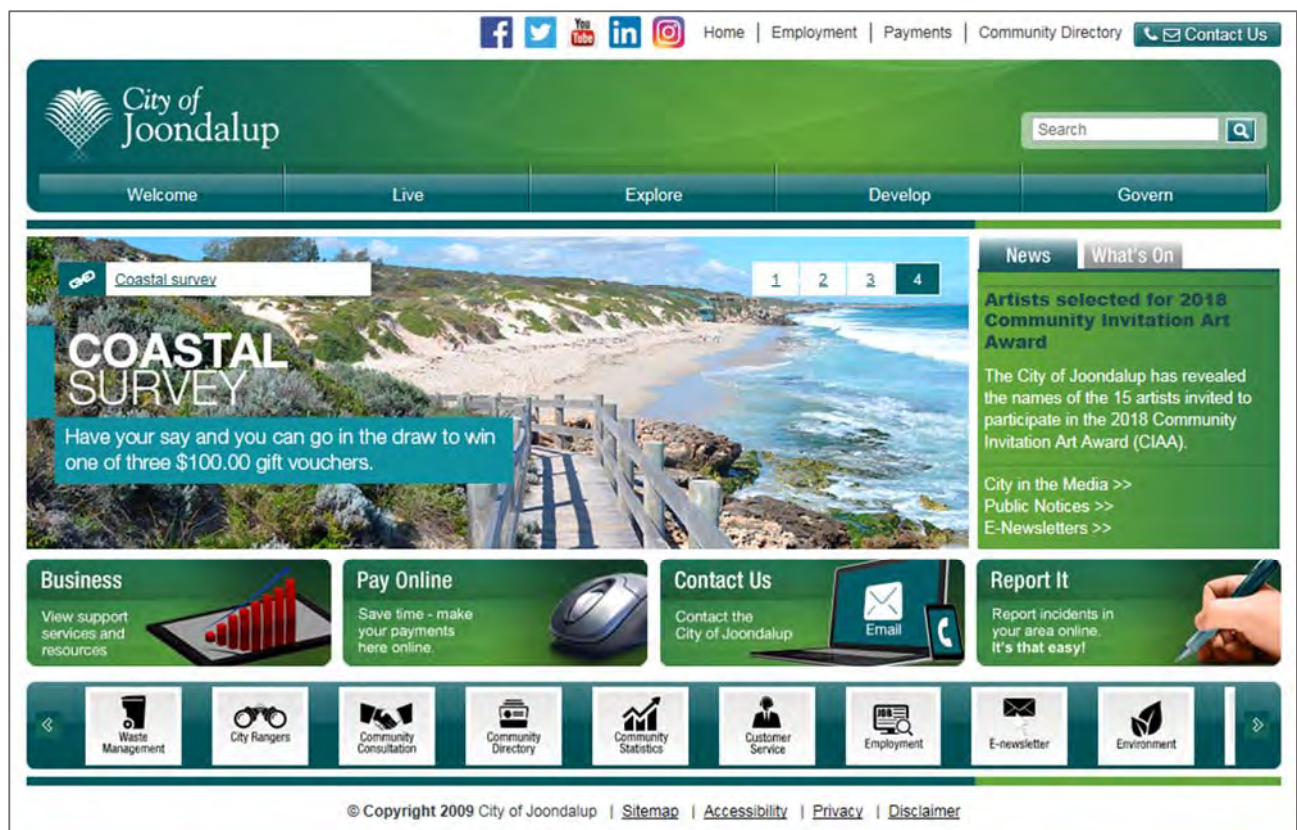 You
Tube
Home | Employment | Payments | Community Directory
Contact Us
City of
Joondalup
Search
Welcome
Live
Explore
Develop
Govern
Coastal survey
1 2 3 4
COASTAL
SURVEY
Have your say and you can go in the draw to win
one of three $100.00 gift vouchers.
News
What's On
Artists selected for 2018
Community Invitation Art
Award
The City of Joondalup has revealed
the names of the 15 artists invited to
participate in the 2018 Community
Invitation Art Award (CIAA).
City in the Media >>
Public Notices >>
E-Newsletters >>
Business
View support
services and
resources
Pay Online
Save time - make
your payments
here online.
Contact Us
Contact the
City of Joondalup
Email
Report It
Report incidents in
your area online.
It's that easy!
Waste
Management
City Rangers
Community
Consultation
Community
Directory
Community
Statistics
Customer
Service
JOB
Employment
E-newsletter
Environment
© Copyright 2009 City of Joondalup | Sitemap | Accessibility | Privacy | Disclaimer